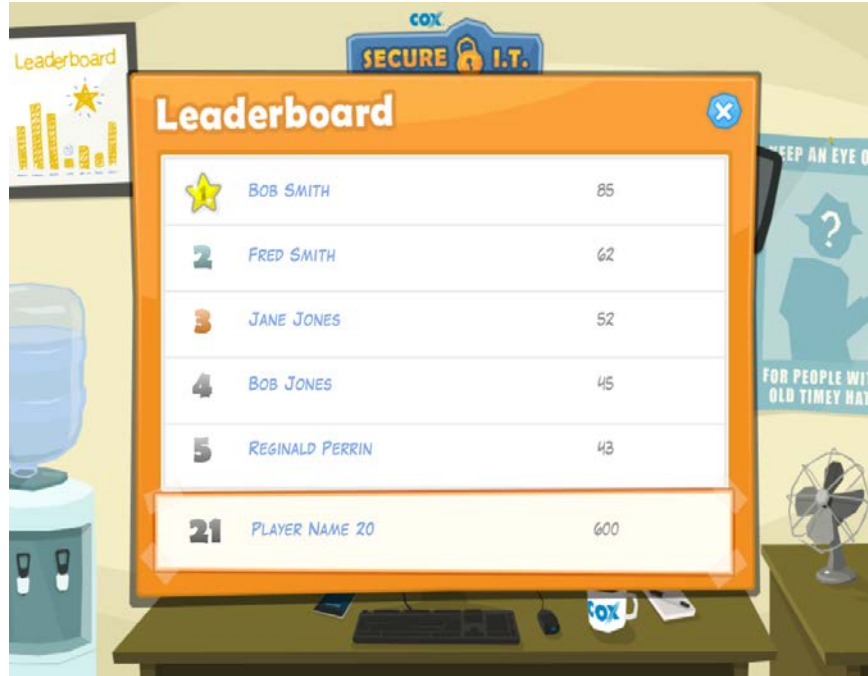 COX
SECURE I.T.
Leaderboard
Leaderboard
1 BOB SMITH 85
2 FRED SMITH 62
3 JANE JONES 52
4 BOB JONES 45
5 REGINALD PERRIN 43
21 PLAYER NAME 20 600
KEEP AN EYE O
?
FOR PEOPLE WIT
OLD TIMEY HAT
COX